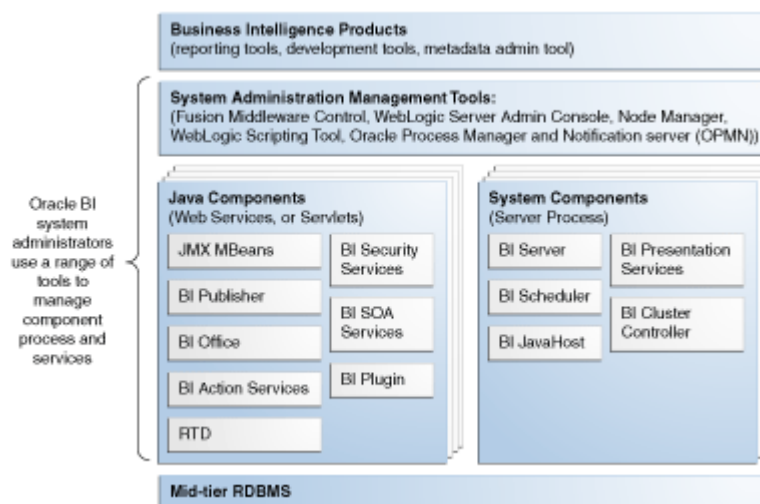 Business Intelligence Products
(reporting tools, development tools, metadata admin tool)
System Administration Management Tools:
(Fusion Middleware Control, WebLogic Server Admin Console, Node Manager,
WebLogic Scripting Tool, Oracle Process Manager and Notification server (OPMN))
Oracle BI
system
administrators
use a range of
tools to
manage
component
process and
services
Java Components
(Web Services, or Servlets)
JMX MBeans
BI Publisher
BI Office
BI Action Services
RTD
BI Security
Services
BI SOA
Services
BI Plugin
System Components
(Server Process)
BI Server
BI Scheduler
BI JavaHost
BI Presentation
Services
BI Cluster
Controller
Mid-tier RDBMS